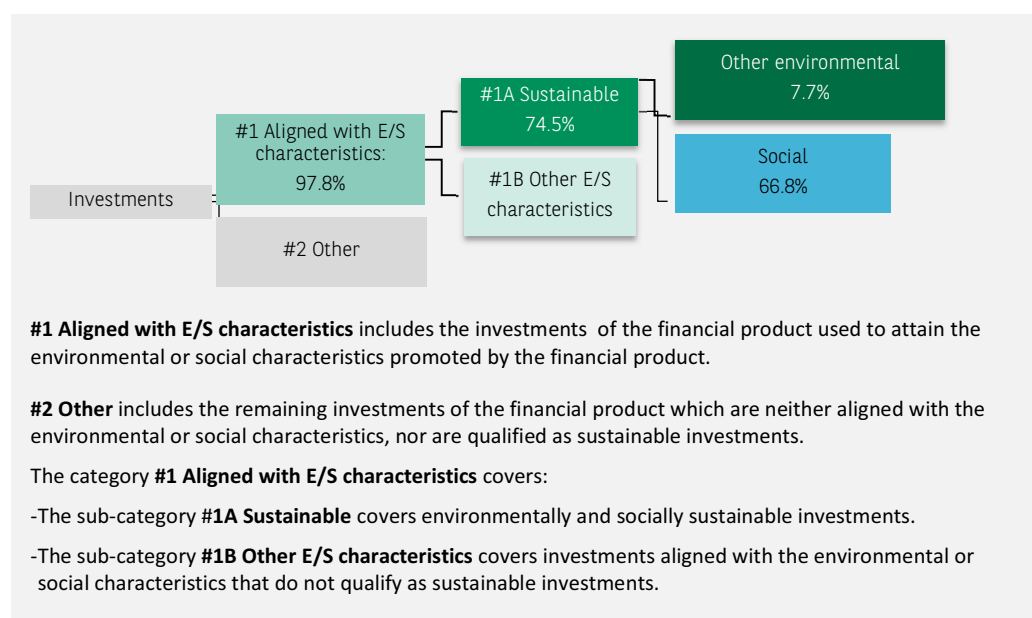 Other environmental
7.7%
#1A Sustainable
74.5%
#1 Aligned with E/S
characteristics:
97.8%
Social
66.8%
#1B Other E/S
characteristics
Investments
#2 Other
#1 Aligned with E/S characteristics includes the investments of the financial product used to attain the
environmental or social characteristics promoted by the financial product.
#2 Other includes the remaining investments of the financial product which are neither aligned with the
environmental or social characteristics, nor are qualified as sustainable investments.
The category #1 Aligned with E/S characteristics covers:
-The sub-category #1A Sustainable covers environmentally and socially sustainable investments.
-The sub-category #1B Other E/S characteristics covers investments aligned with the environmental or
social characteristics that do not qualify as sustainable investments.